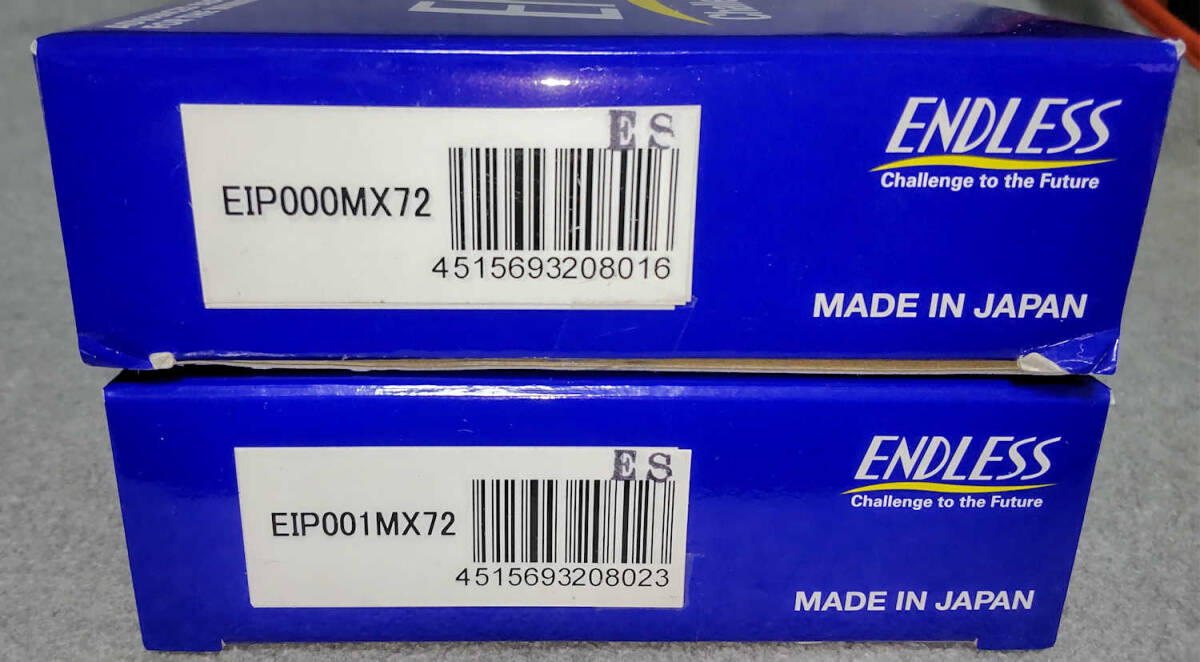 ES
EIP000MX72
4515693208016
ENDLESS
Challenge to the Future
MADE IN JAPAN
ES
EIP001MX72
4515693208023
ENDLESS
Challenge to the Future
MADE IN JAPAN